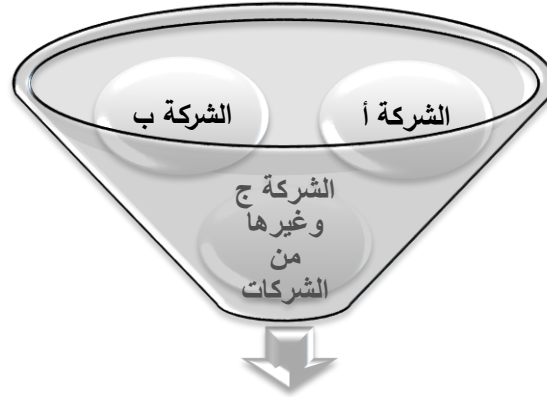 الشركة أ
الشركة ب
الشركة ج
وغيرها
من
الشركات